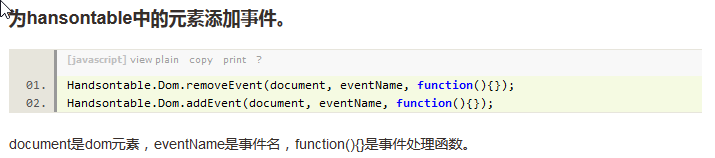 为hansontable中的元素添加事件。
[javascript] view plain copy print ?
01. Handsontable.Dom.removeEvent(document, eventName, function(){});
02. Handsontable.Dom.addEvent(document, eventName, function(){});
document是dom元素，eventName是事件名，function(){}是事件处理函数。